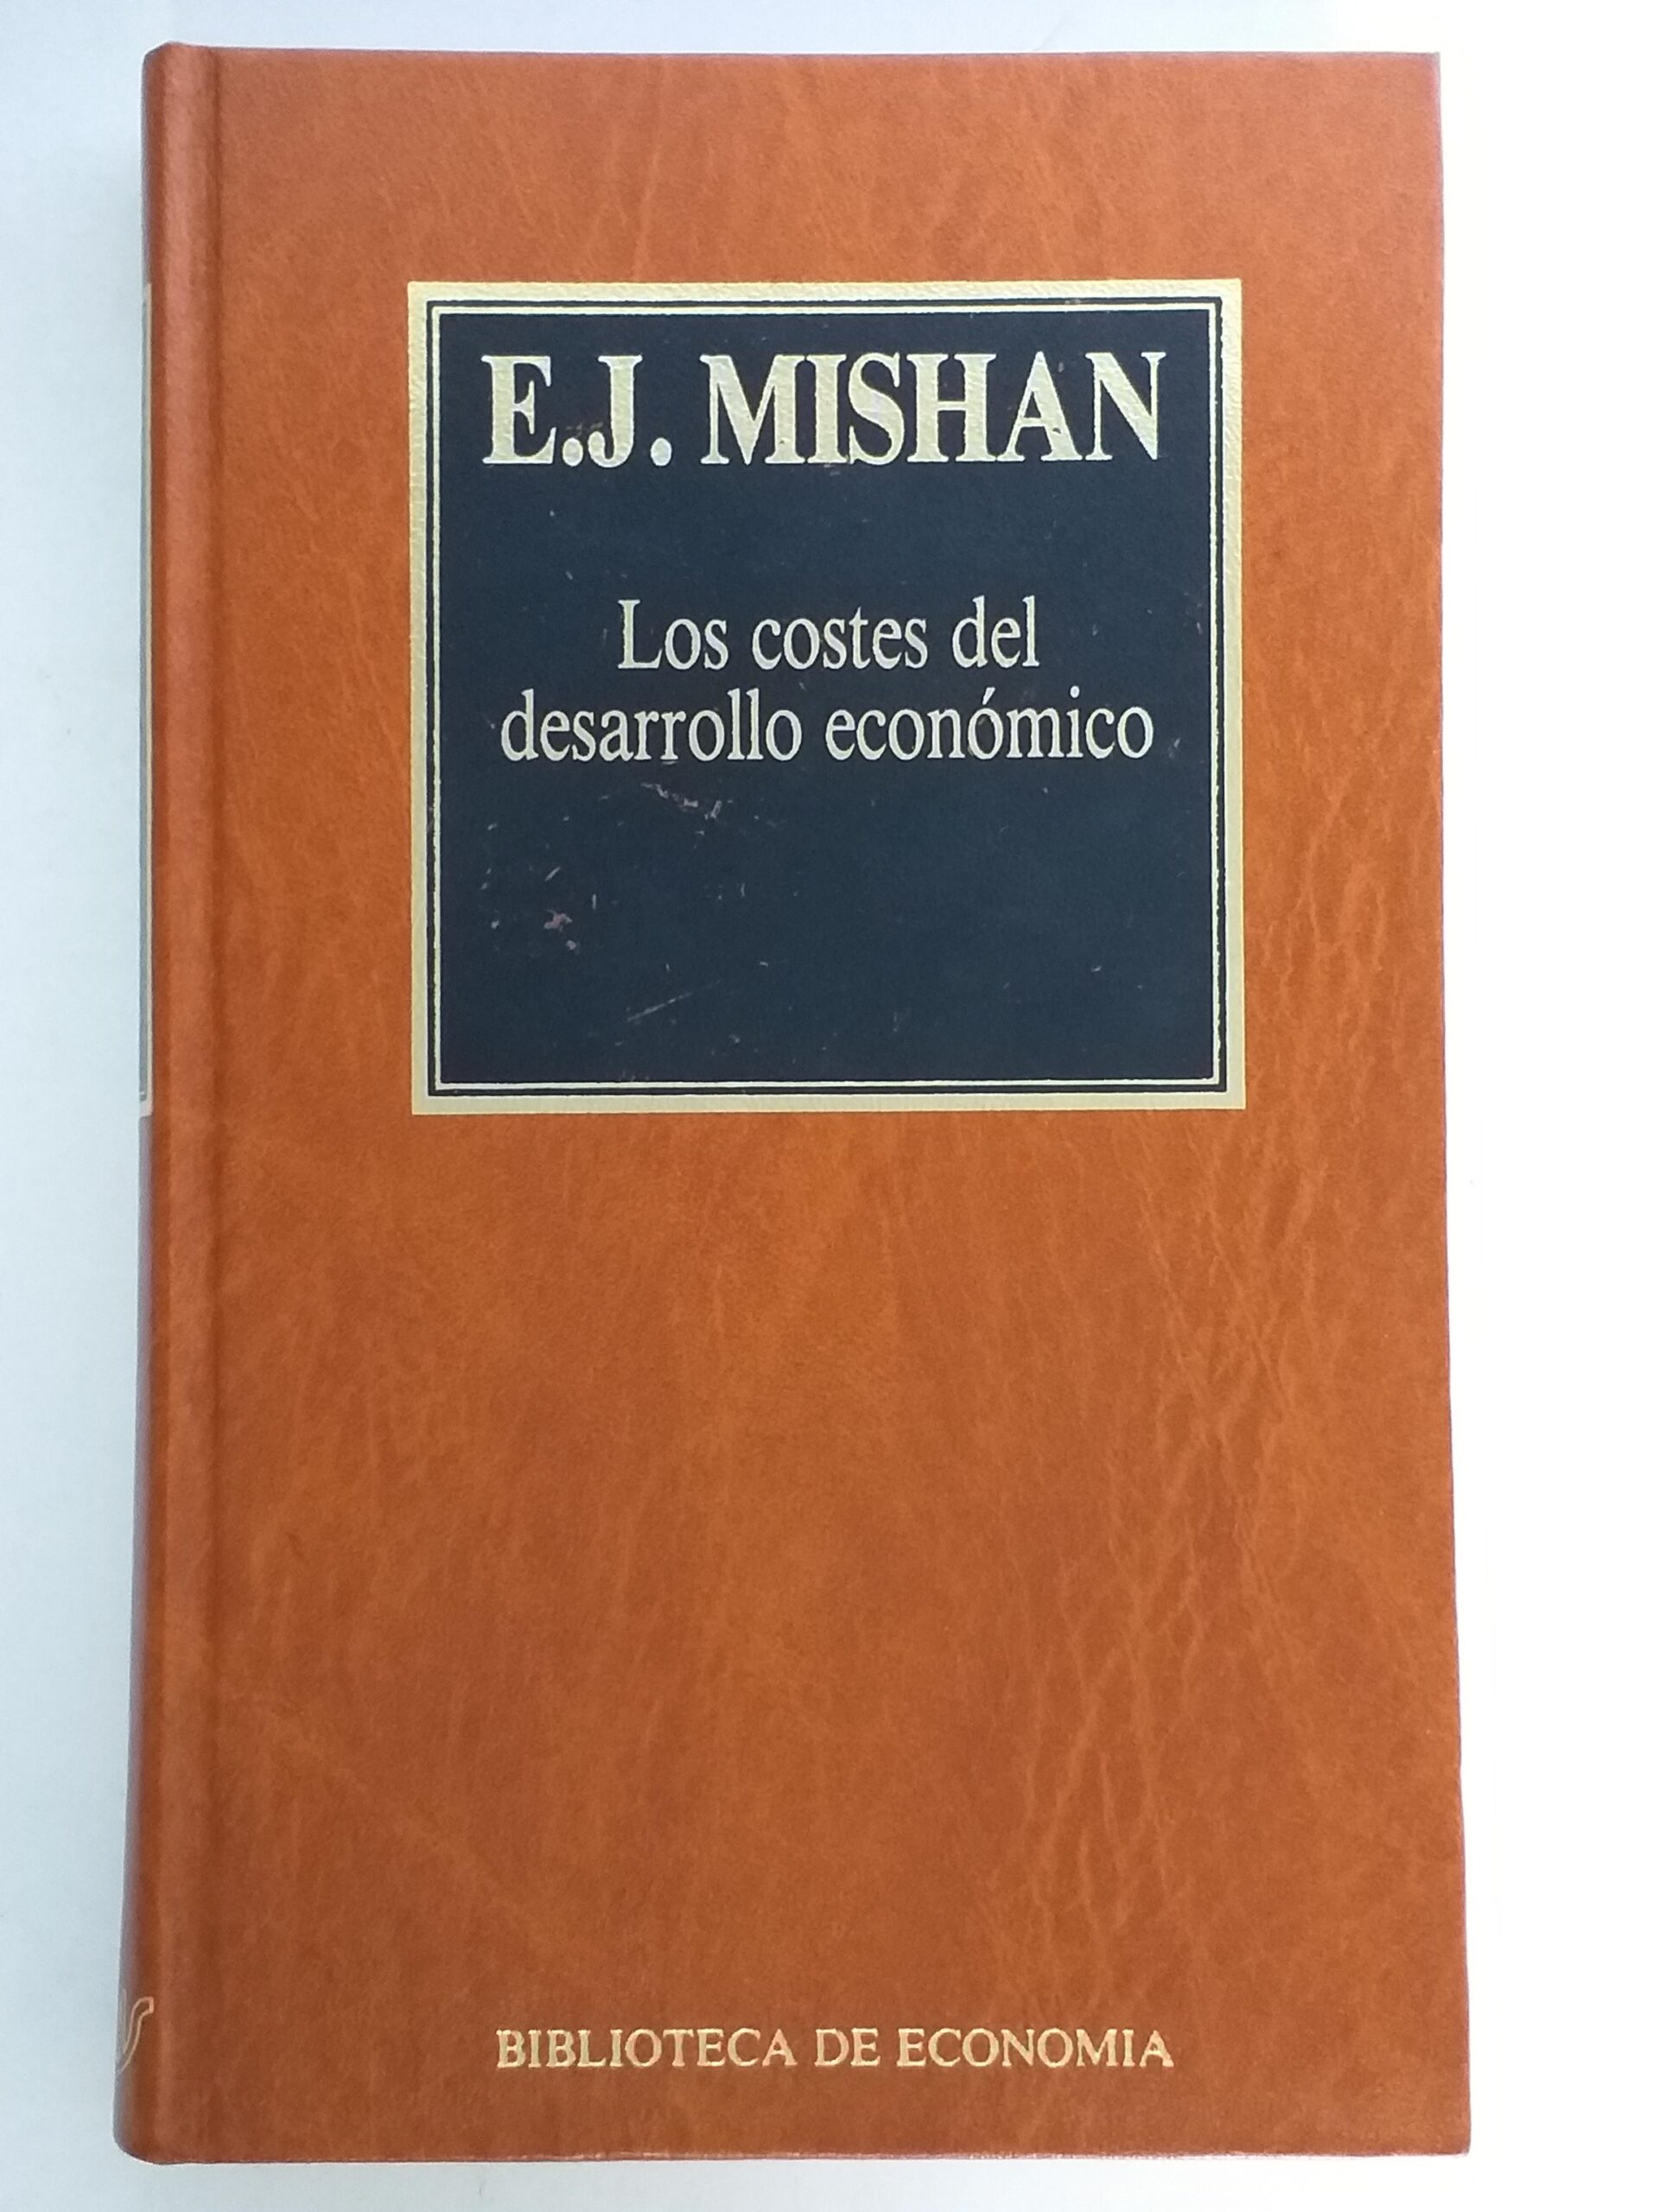 E.J. MISHAN
Los costes del
desarrollo económico
BIBLIOTECA DE ECONOMIA